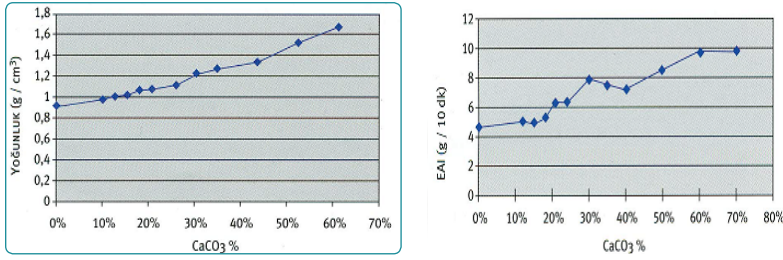 1,8
1,6
1,4
1,2
1
0,8
0,6
0,4
0,2
0
YOĞUNLUK (g / cm³)
0% 10% 20% 30% 40% 50% 60% 70%
CaCO3 %
12
10
8
6
4
2
0
EAI (g / 10 dk)
0% 10% 20% 30% 40% 50% 60% 70% 80%
CaCO3 %